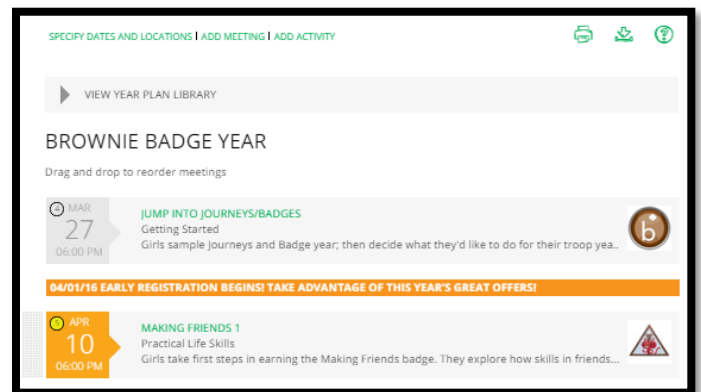 SPECIFY DATES AND LOCATIONS | ADD MEETING | ADD ACTIVITY
VIEW YEAR PLAN LIBRARY
BROWNIE BADGE YEAR
Drag and drop to reorder meetings
4 MAR
27
06:00 PM
JUMP INTO JOURNEYS/BADGES
Getting Started
Girls sample Journeys and Badge year; then decide what they'd like to do for their troop yea..
b
04/01/16 EARLY REGISTRATION BEGINS! TAKE ADVANTAGE OF THIS YEAR'S GREAT OFFERS!
5 APR
10
06:00 PM
MAKING FRIENDS 1
Practical Life Skills
Girls take first steps in earning the Making Friends badge. They explore how skills in friends...